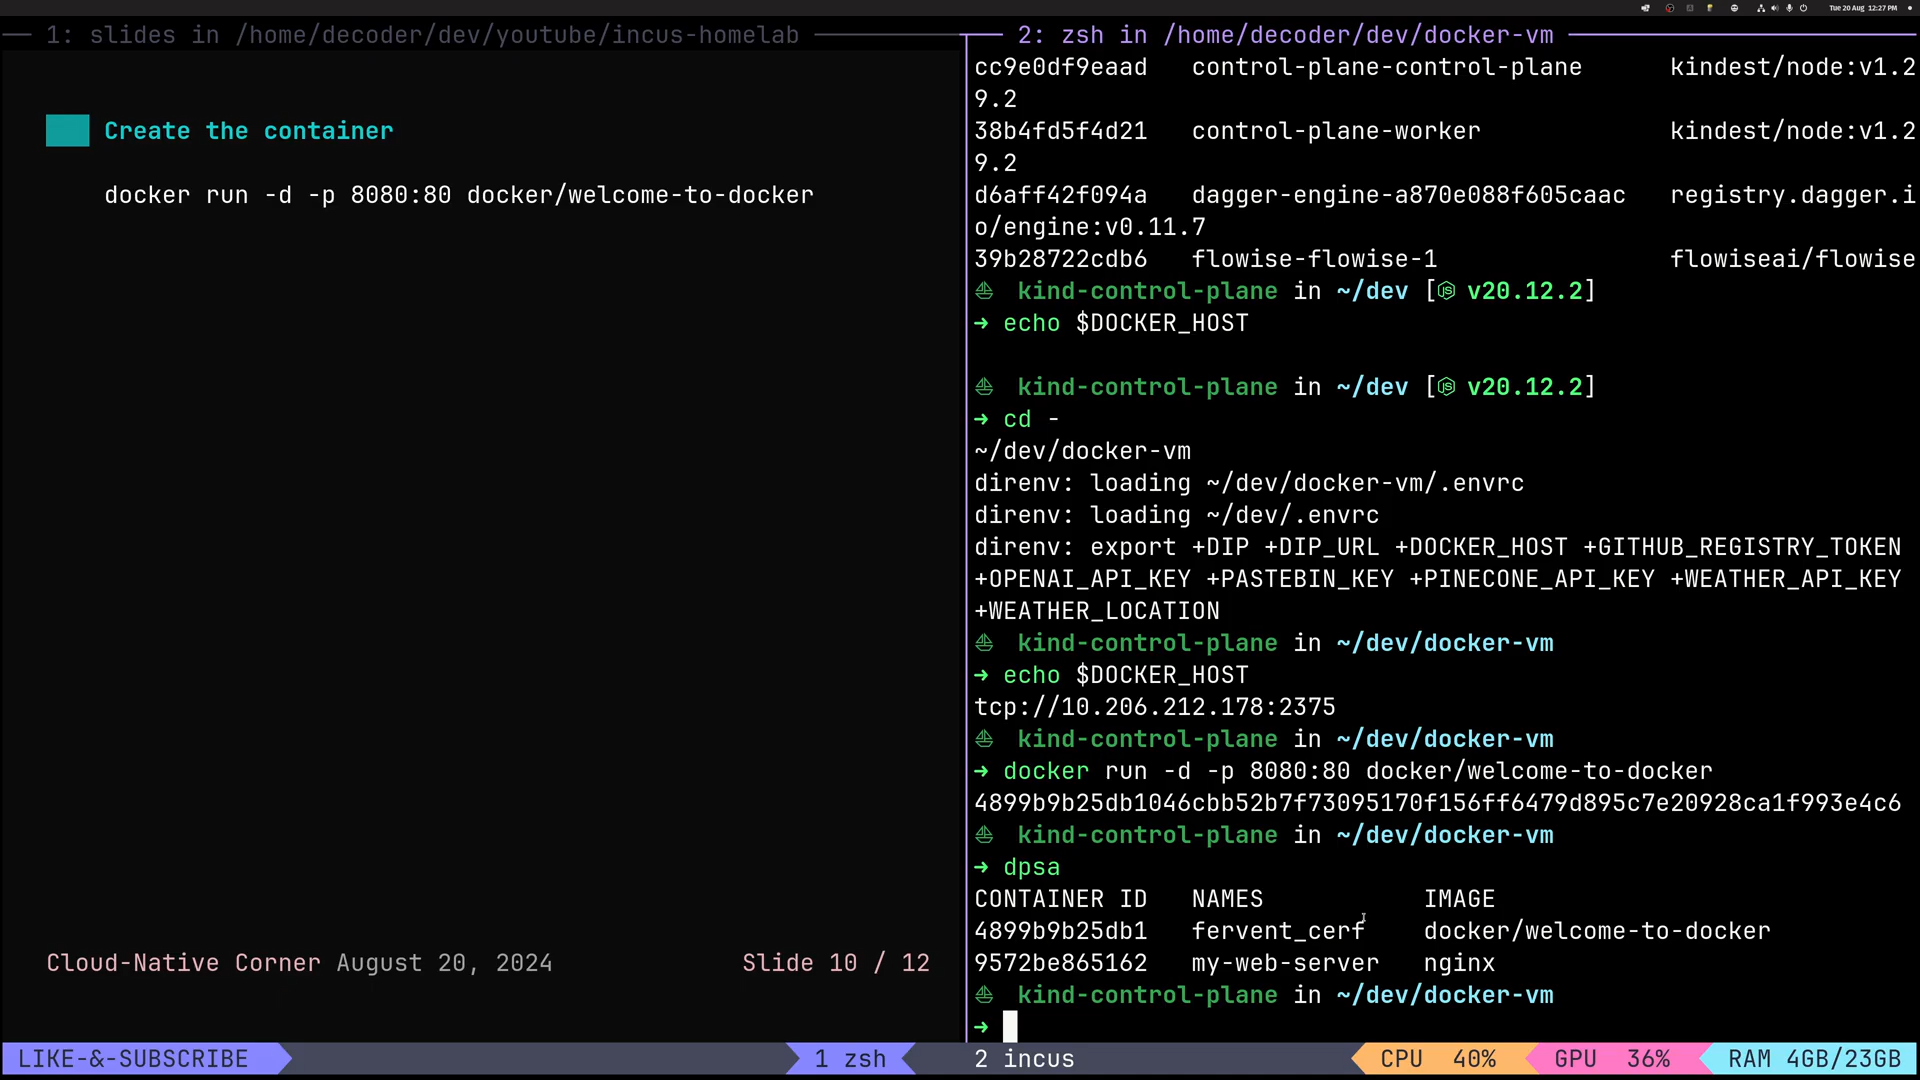 Tue 20 Aug 12:27 PM
1: slides in /home/decoder/dev/youtube/incus-homelab
Create the container
docker run -d -p 8080:80 docker/welcome-to-docker
Cloud-Native Corner August 20, 2024 Slide 10 / 12
2: zsh in /home/decoder/dev/docker-vm
cc9e0df9eaad control-plane-control-plane kindest/node:v1.2
9.2
38b4fd5f4d21 control-plane-worker kindest/node:v1.2
9.2
d6aff42f094a dagger-engine-a870e088f605caac registry.dagger.i
o/engine:v0.11.7
39b28722cdb6 flowise-flowise-1 flowiseai/flowise
kind-control-plane in ~/dev [ v20.12.2]
→ echo $DOCKER_HOST
kind-control-plane in ~/dev [ v20.12.2]
→ cd -
~/dev/docker-vm
direnv: loading ~/dev/docker-vm/.envrc
direnv: loading ~/dev/.envrc
direnv: export +DIP +DIP_URL +DOCKER_HOST +GITHUB_REGISTRY_TOKEN
+OPENAI_API_KEY +PASTEBIN_KEY +PINECONE_API_KEY +WEATHER_API_KEY
+WEATHER_LOCATION
kind-control-plane in ~/dev/docker-vm
→ echo $DOCKER_HOST
tcp://10.206.212.178:2375
kind-control-plane in ~/dev/docker-vm
→ docker run -d -p 8080:80 docker/welcome-to-docker
4899b9b25db1046cbb52b7f73095170f156ff6479d895c7e20928ca1f993e4c6
kind-control-plane in ~/dev/docker-vm
→ dpsa
CONTAINER ID NAMES IMAGE
4899b9b25db1 fervent_cerf docker/welcome-to-docker
9572be865162 my-web-server nginx
kind-control-plane in ~/dev/docker-vm
→
LIKE-&-SUBSCRIBE 1 zsh 2 incus CPU 40% GPU 36% RAM 4GB/23GB